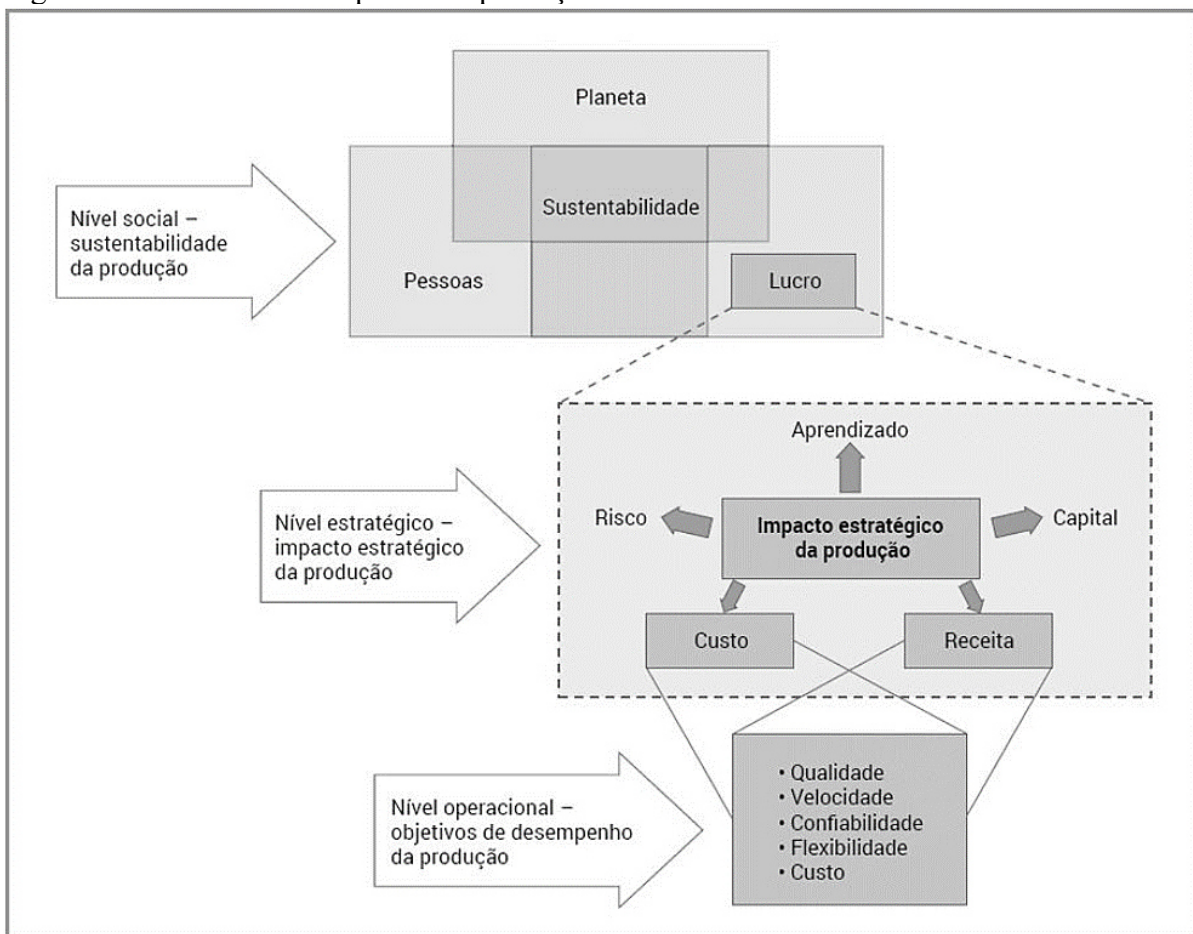 Planeta
Sustentabilidade
Nível social –
sustentabilidade
da produção
Pessoas
Lucro
Aprendizado
Risco
Impacto estratégico
da produção
Capital
Nível estratégico –
impacto estratégico
da produção
Custo
Receita
Nível operacional –
objetivos de desempenho
da produção
• Qualidade
• Velocidade
• Confiabilidade
• Flexibilidade
• Custo